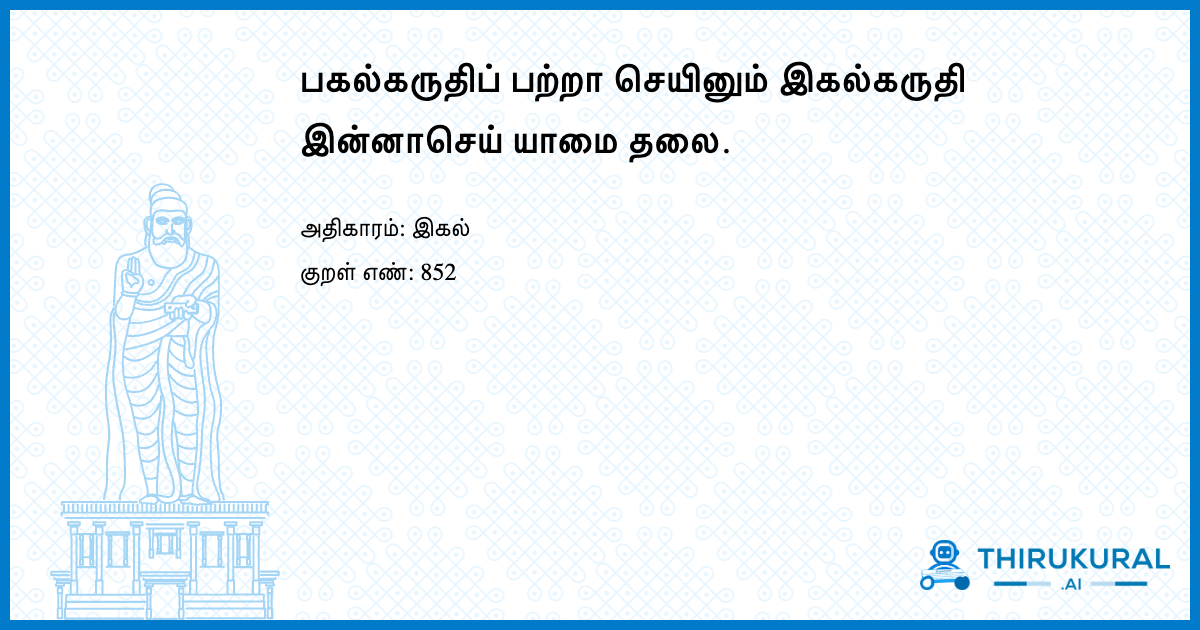 பகல்கருதிப் பற்றா செயினும் இகல்கருதி
இன்னாசெய் யாமை தலை.
அதிகாரம்: இகல்
குறள் எண்: 852
THIRUKURAL
.AI